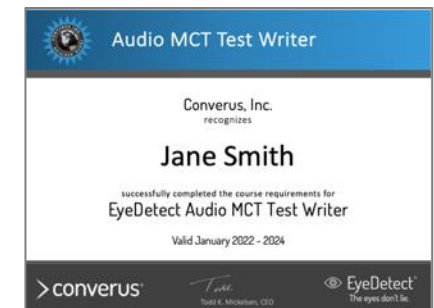 Audio MCT Test Writer
Converus, Inc.
recognizes
Jane Smith
successfully completed the course requirements for
EyeDetect Audio MCT Test Writer
Valid January 2022 - 2024
converus
Todd K. Mickelsen, CEO
EyeDetect
The eyes don't lie.